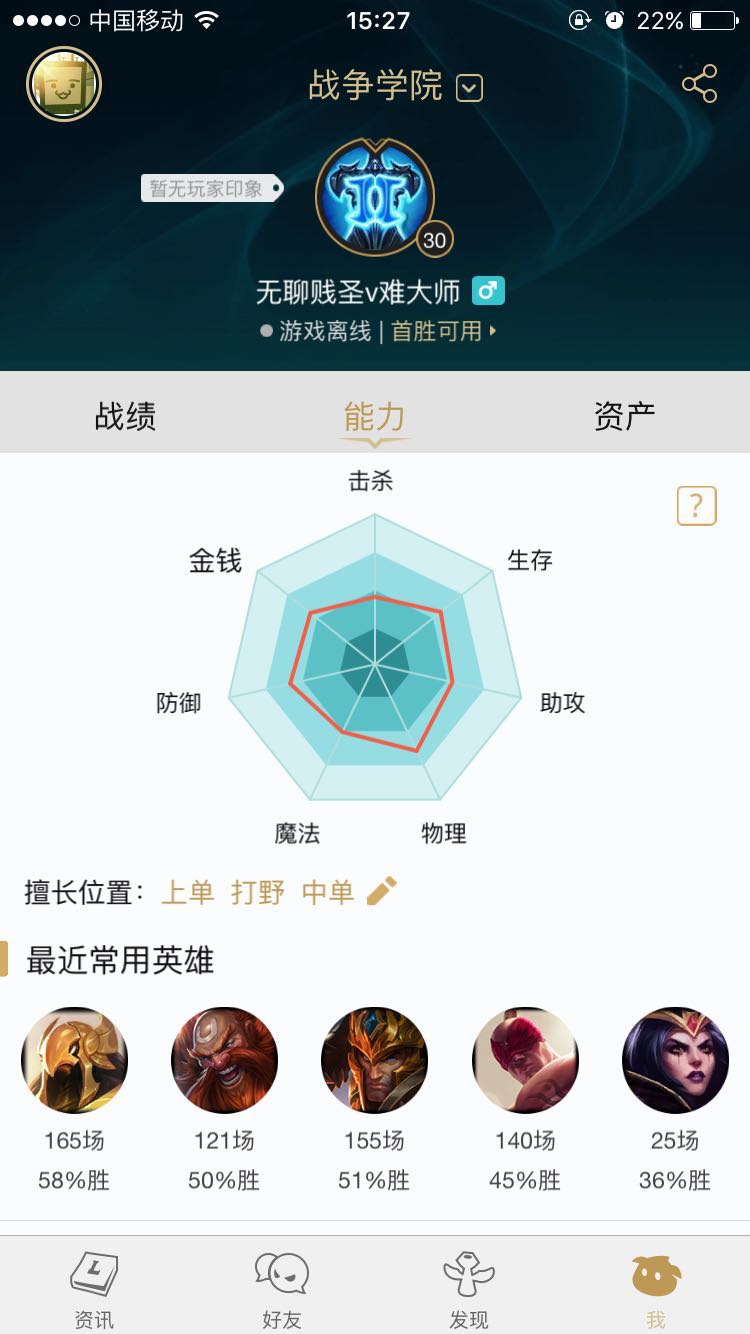 中国移动 15:27 22%
战争学院
暂无玩家印象
30
无聊贱圣v难大师
游戏离线 | 首胜可用
战绩 能力 资产
击杀
?
金钱 生存
防御 助攻
魔法 物理
擅长位置： 上单 打野 中单
最近常用英雄
165场 121场 155场 140场 25场
58%胜 50%胜 51%胜 45%胜 36%胜
资讯 好友 发现 我